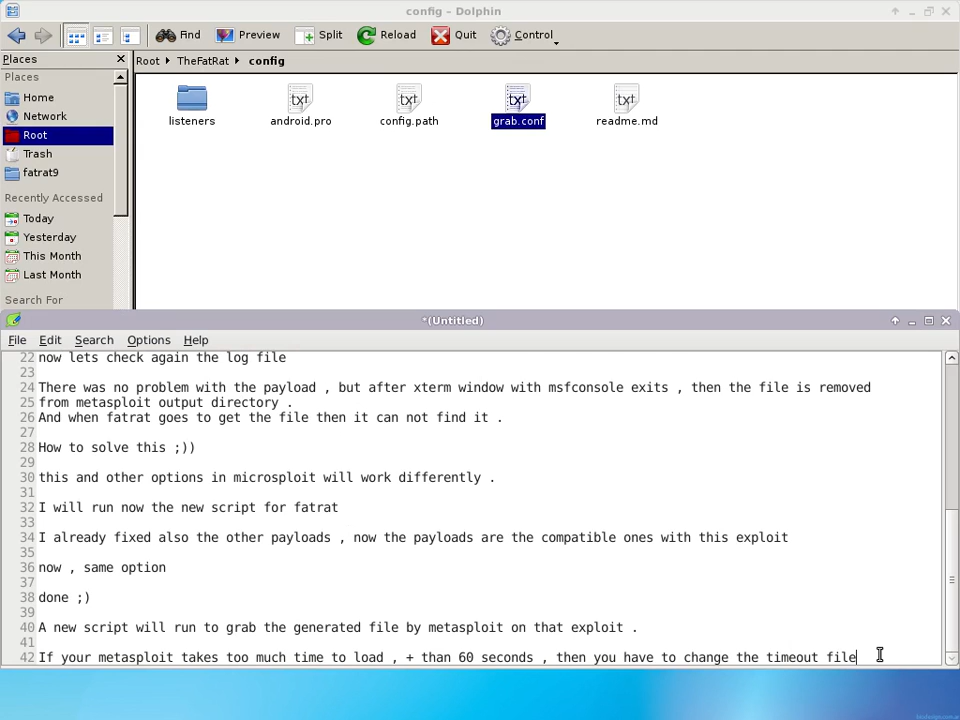 config – Dolphin
Find Preview Split Reload Quit Control
Places
Root TheFatRat config
Places
Home
Network
Root
Trash
fatrat9
Recently Accessed
Today
Yesterday
This Month
Last Month
Search For
listeners android.pro config.path grab.conf readme.md
txt txt txt txt
*(Untitled)
File Edit Search Options Help
22 now lets check again the log file
23
24 There was no problem with the payload , but after xterm window with msfconsole exits , then the file is removed
25 from metasploit output directory .
26 And when fatrat goes to get the file then it can not find it .
27
28 How to solve this ;))
29
30 this and other options in microsploit will work differently .
31
32 I will run now the new script for fatrat
33
34 I already fixed also the other payloads , now the payloads are the compatible ones with this exploit
35
36 now , same option
37
38 done ;)
39
40 A new script will run to grab the generated file by metasploit on that exploit .
41
42 If your metasploit takes too much time to load , + than 60 seconds , then you have to change the timeout file